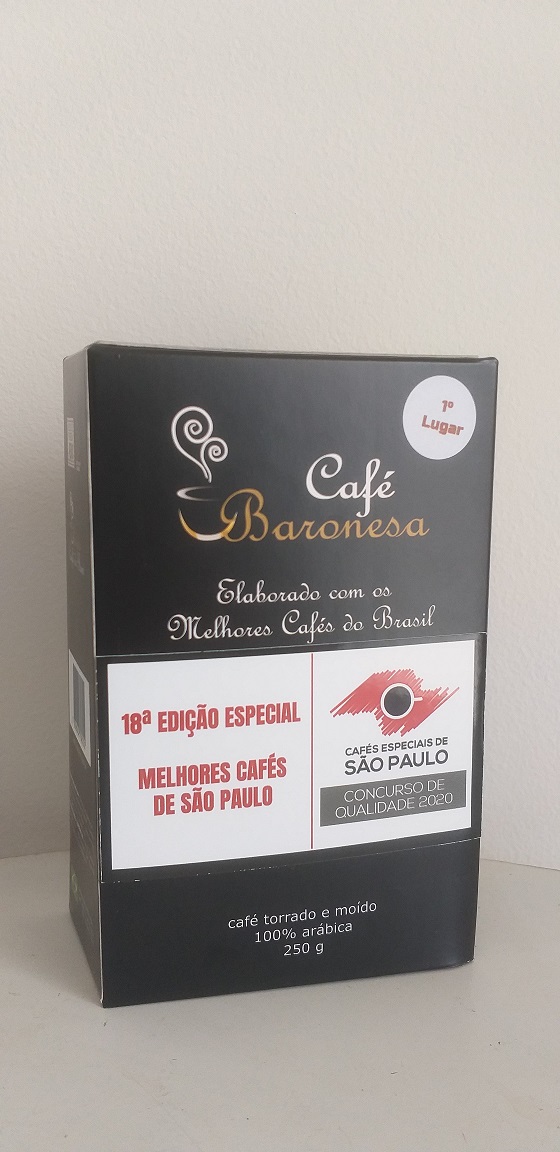 1º
Lugar
Café
Baronesa
Elaborado com os
Melhores Cafés do Brasil
18ª EDIÇÃO ESPECIAL
MELHORES CAFÉS
DE SÃO PAULO
CAFÉS ESPECIAIS DE
SÃO PAULO
CONCURSO DE
QUALIDADE 2020
café torrado e moído
100% arábica
250 g